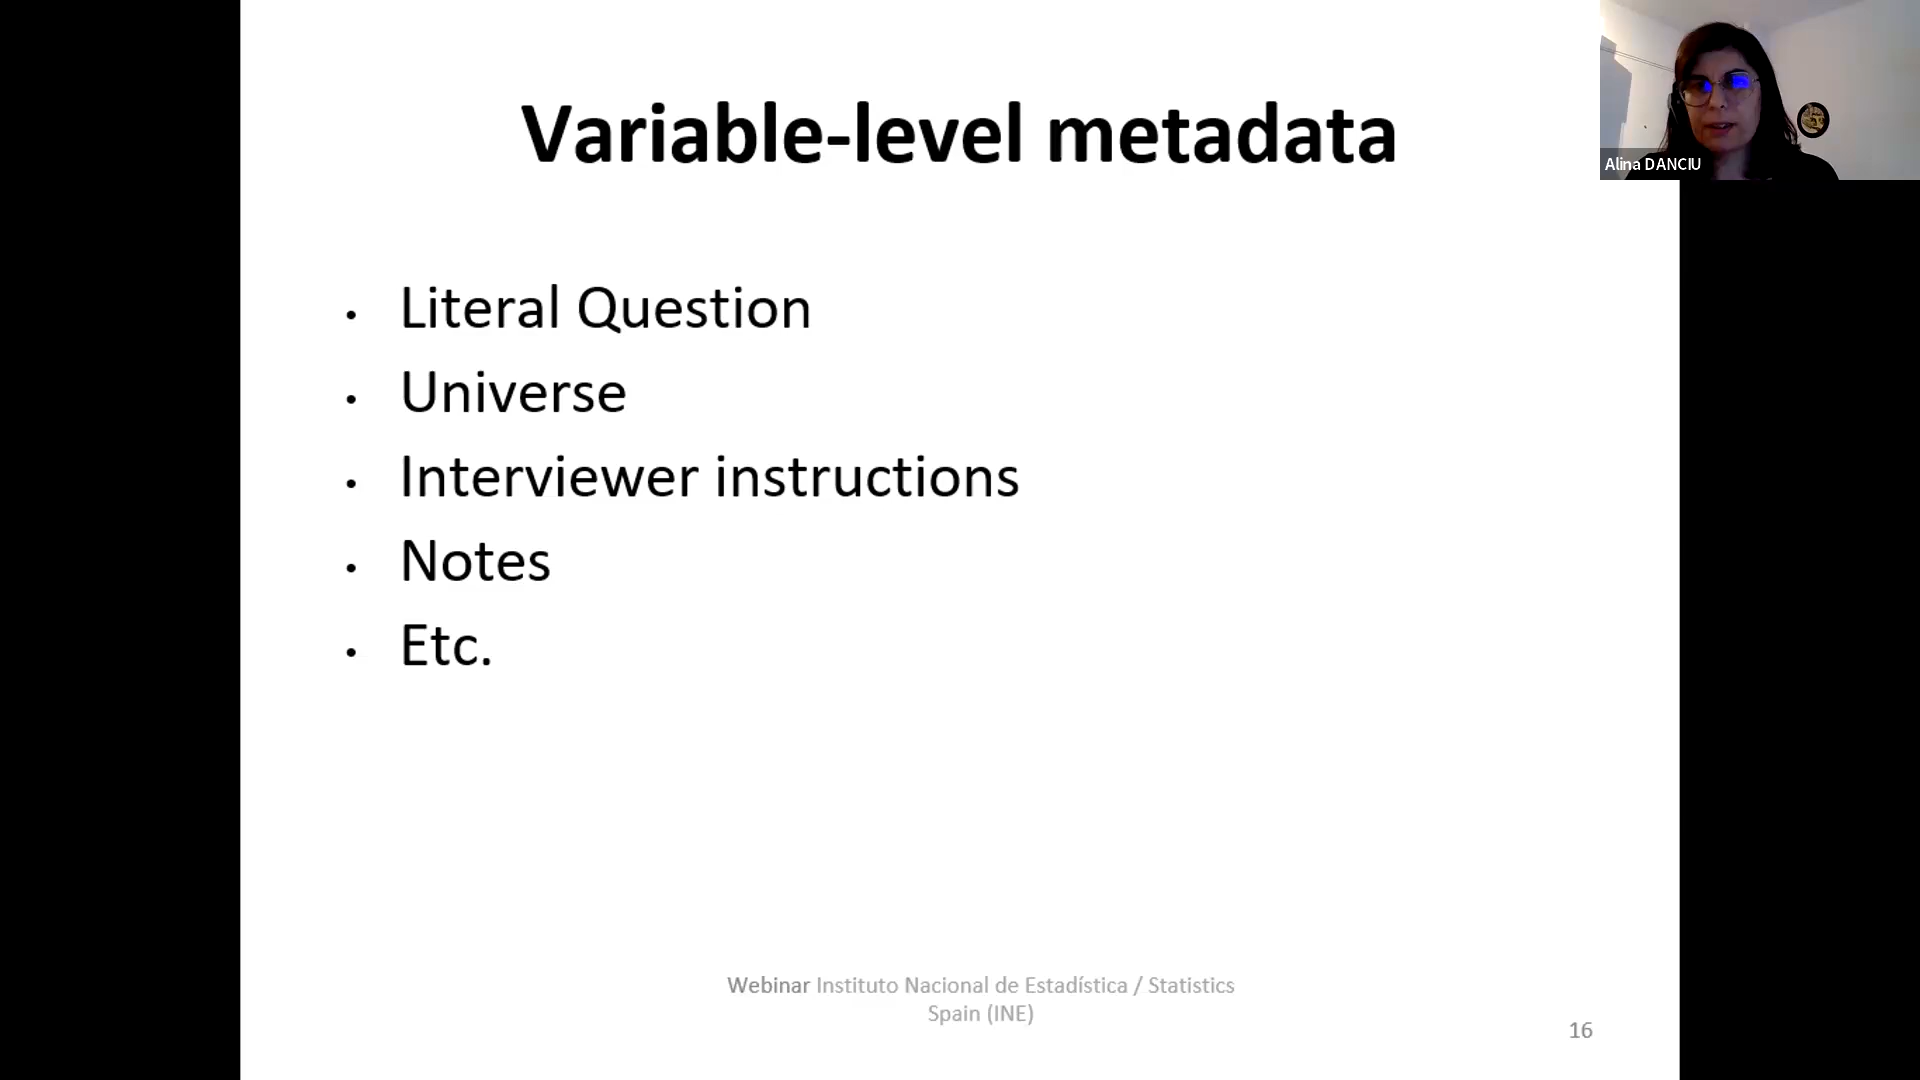 Variable-level metadata
Alina DANCIU
• Literal Question
• Universe
• Interviewer instructions
• Notes
• Etc.
Webinar Instituto Nacional de Estadística / Statistics
Spain (INE)
16